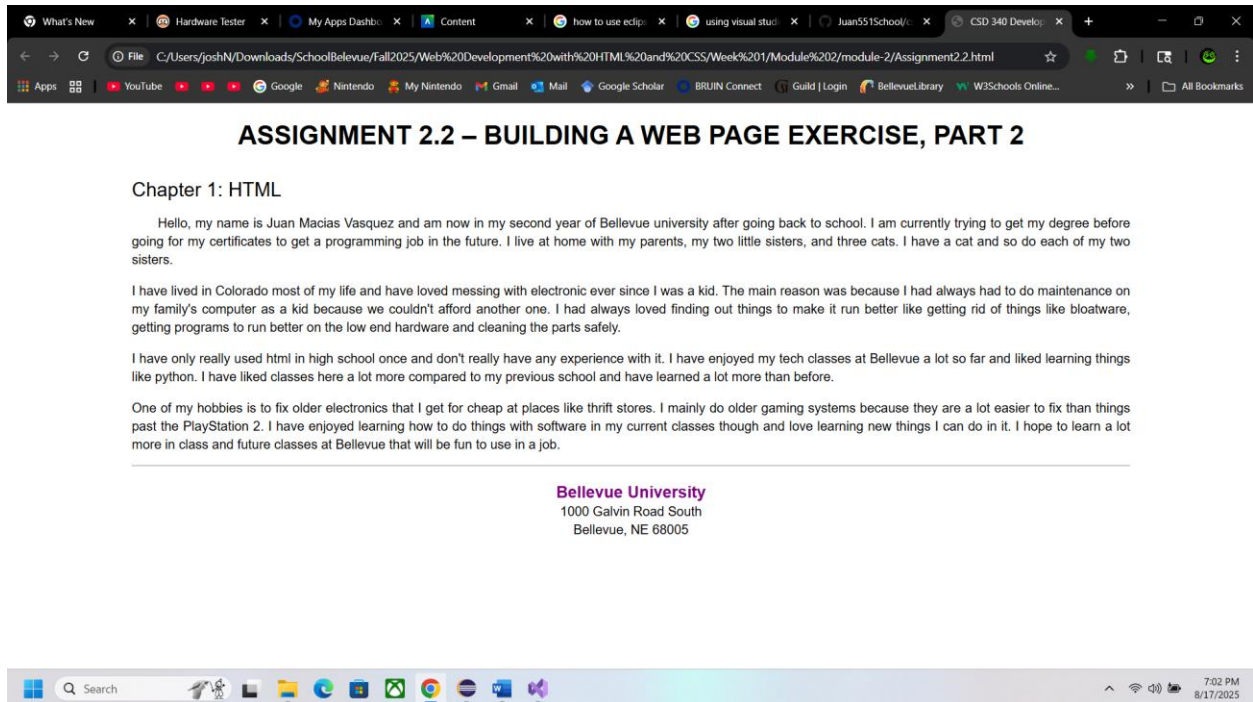 What's New
Hardware Tester
My Apps Dashbo
Content
how to use eclips
using visual studi
Juan551School/c
CSD 340 Develop
File C:/Users/joshN/Downloads/SchoolBelevue/Fall2025/Web%20Development%20with%20HTML%20and%20CSS/Week%201/Module%202/module-2/Assignment2.2.html
Apps YouTube Google Nintendo My Nintendo Gmail Mail Google Scholar BRUIN Connect Guild | Login BellevueLibrary W3Schools Online... » All Bookmarks
ASSIGNMENT 2.2 – BUILDING A WEB PAGE EXERCISE, PART 2
Chapter 1: HTML
Hello, my name is Juan Macias Vasquez and am now in my second year of Bellevue university after going back to school. I am currently trying to get my degree before
going for my certificates to get a programming job in the future. I live at home with my parents, my two little sisters, and three cats. I have a cat and so do each of my two
sisters.
I have lived in Colorado most of my life and have loved messing with electronic ever since I was a kid. The main reason was because I had always had to do maintenance on
my family's computer as a kid because we couldn't afford another one. I had always loved finding out things to make it run better like getting rid of things like bloatware,
getting programs to run better on the low end hardware and cleaning the parts safely.
I have only really used html in high school once and don't really have any experience with it. I have enjoyed my tech classes at Bellevue a lot so far and liked learning things
like python. I have liked classes here a lot more compared to my previous school and have learned a lot more than before.
One of my hobbies is to fix older electronics that I get for cheap at places like thrift stores. I mainly do older gaming systems because they are a lot easier to fix than things
past the PlayStation 2. I have enjoyed learning how to do things with software in my current classes though and love learning new things I can do in it. I hope to learn a lot
more in class and future classes at Bellevue that will be fun to use in a job.
Bellevue University
1000 Galvin Road South
Bellevue, NE 68005
Search
7:02 PM
8/17/2025